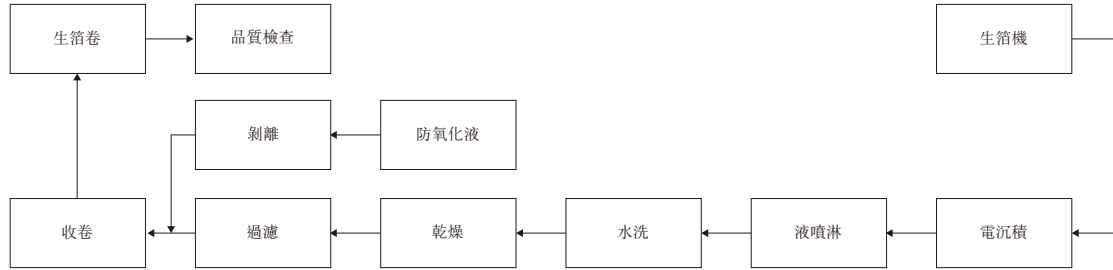 生箔卷
品質檢查
生箔機
剝離
防氧化液
收卷
過濾
乾燥
水洗
液噴淋
電沉積